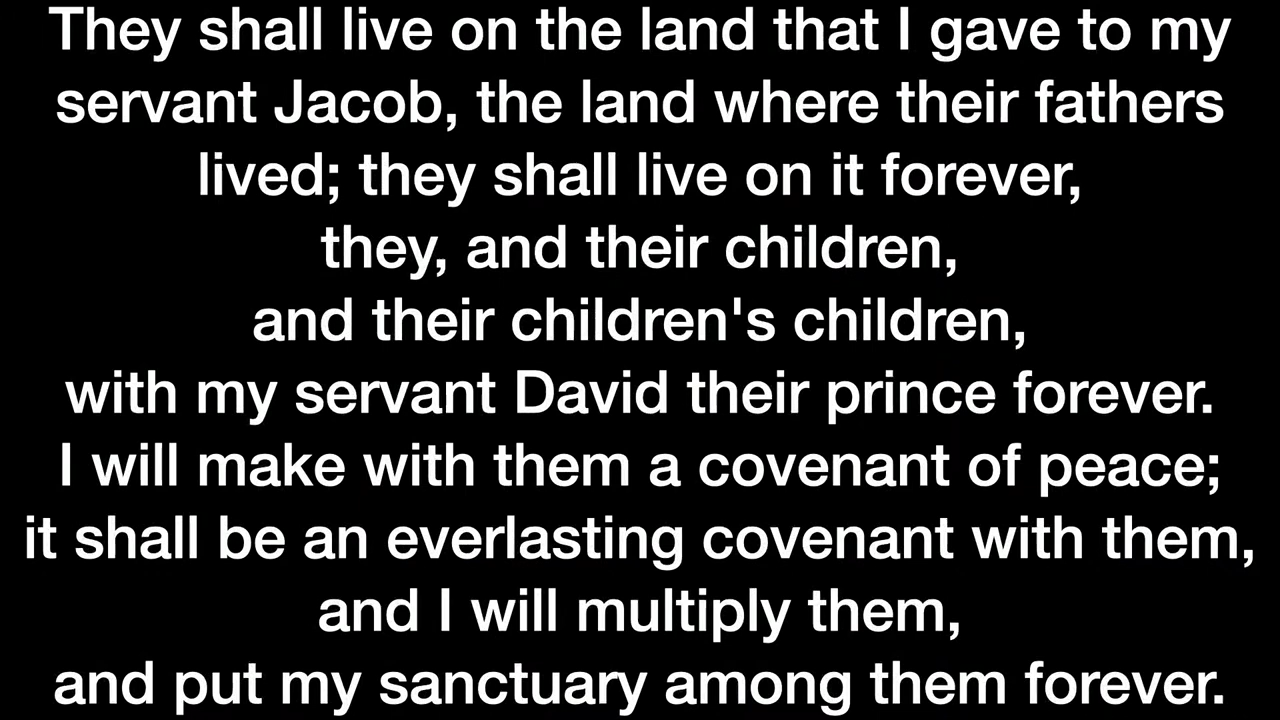 They shall live on the land that I gave to my
servant Jacob, the land where their fathers
lived; they shall live on it forever,
they, and their children,
and their children's children,
with my servant David their prince forever.
I will make with them a covenant of peace;
it shall be an everlasting covenant with them,
and I will multiply them,
and put my sanctuary among them forever.